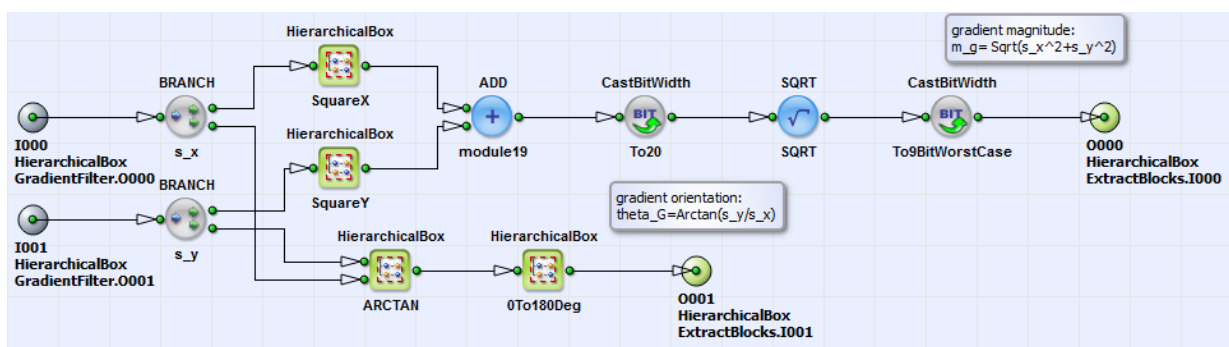 gradient magnitude:
m_g= Sqrt(s_x^2+s_y^2)
HierarchicalBox
SquareX
BRANCH
s_x
I000
HierarchicalBox
GradientFilter.O000
ADD
+
module19
CastBitWidth
BIT
To20
SQRT
√
SQRT
CastBitWidth
BIT
To9BitWorstCase
O000
HierarchicalBox
ExtractBlocks.I000
HierarchicalBox
SquareY
BRANCH
s_y
I001
HierarchicalBox
GradientFilter.O001
gradient orientation:
theta_G=Arctan(s_y/s_x)
HierarchicalBox
ARCTAN
HierarchicalBox
0To180Deg
O001
HierarchicalBox
ExtractBlocks.I001